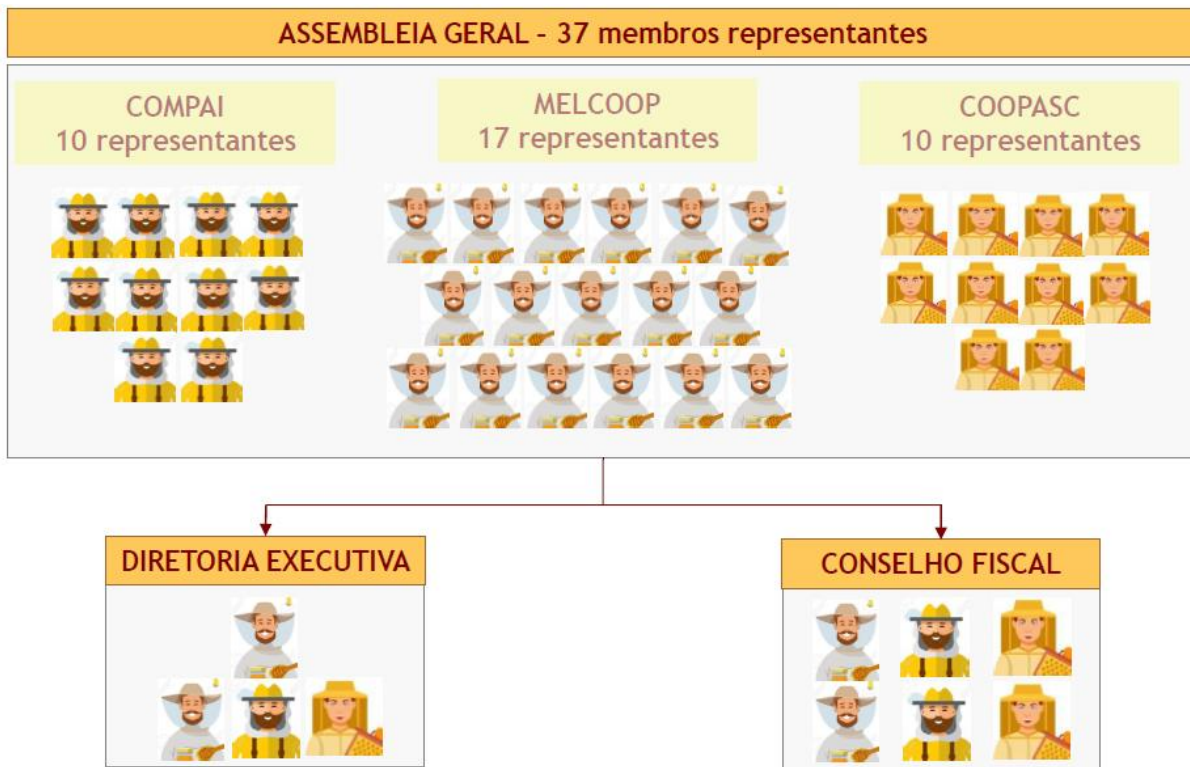 ASSEMBLEIA GERAL - 37 membros representantes
COMPAI
10 representantes
MELCOOP
17 representantes
COOPASC
10 representantes
DIRETORIA EXECUTIVA
CONSELHO FISCAL